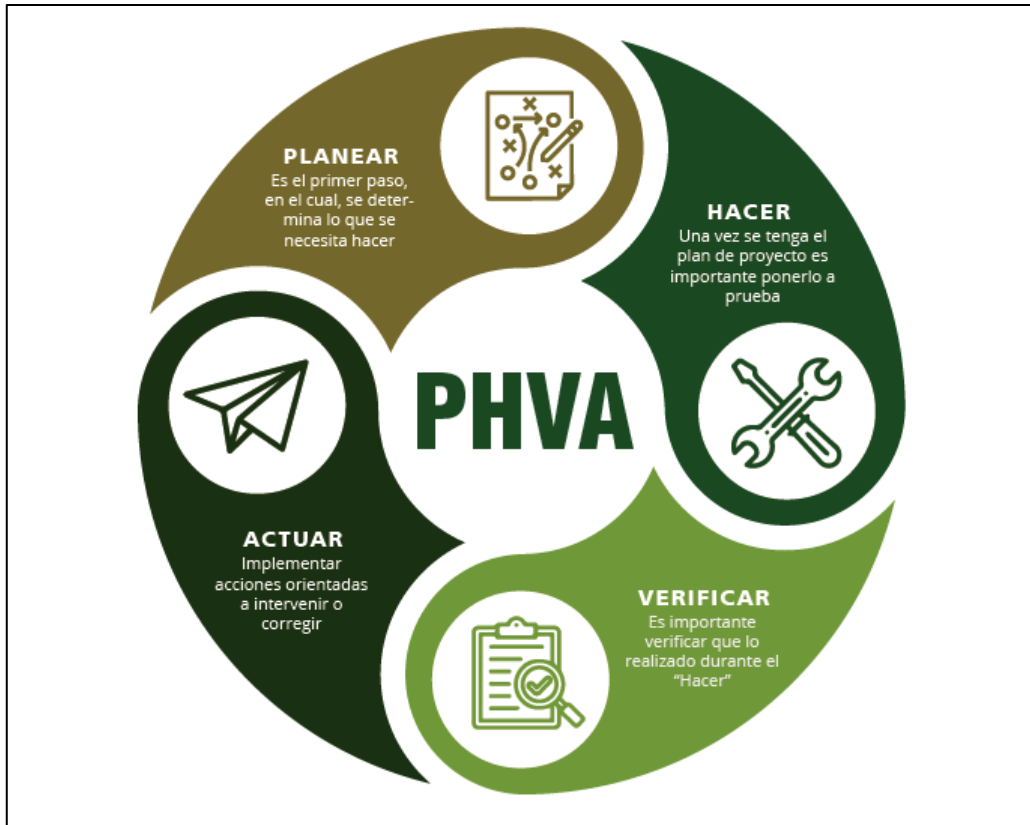 PLANEAR
Es el primer paso,
en el cual, se deter-
mina lo que se
necesita hacer
HACER
Una vez se tenga el
plan de proyecto es
importante ponerlo a
prueba
PHVA
ACTUAR
Implementar
acciones orientadas
a intervenir o
corregir
VERIFICAR
Es importante
verificar que lo
realizado durante el
“Hacer”